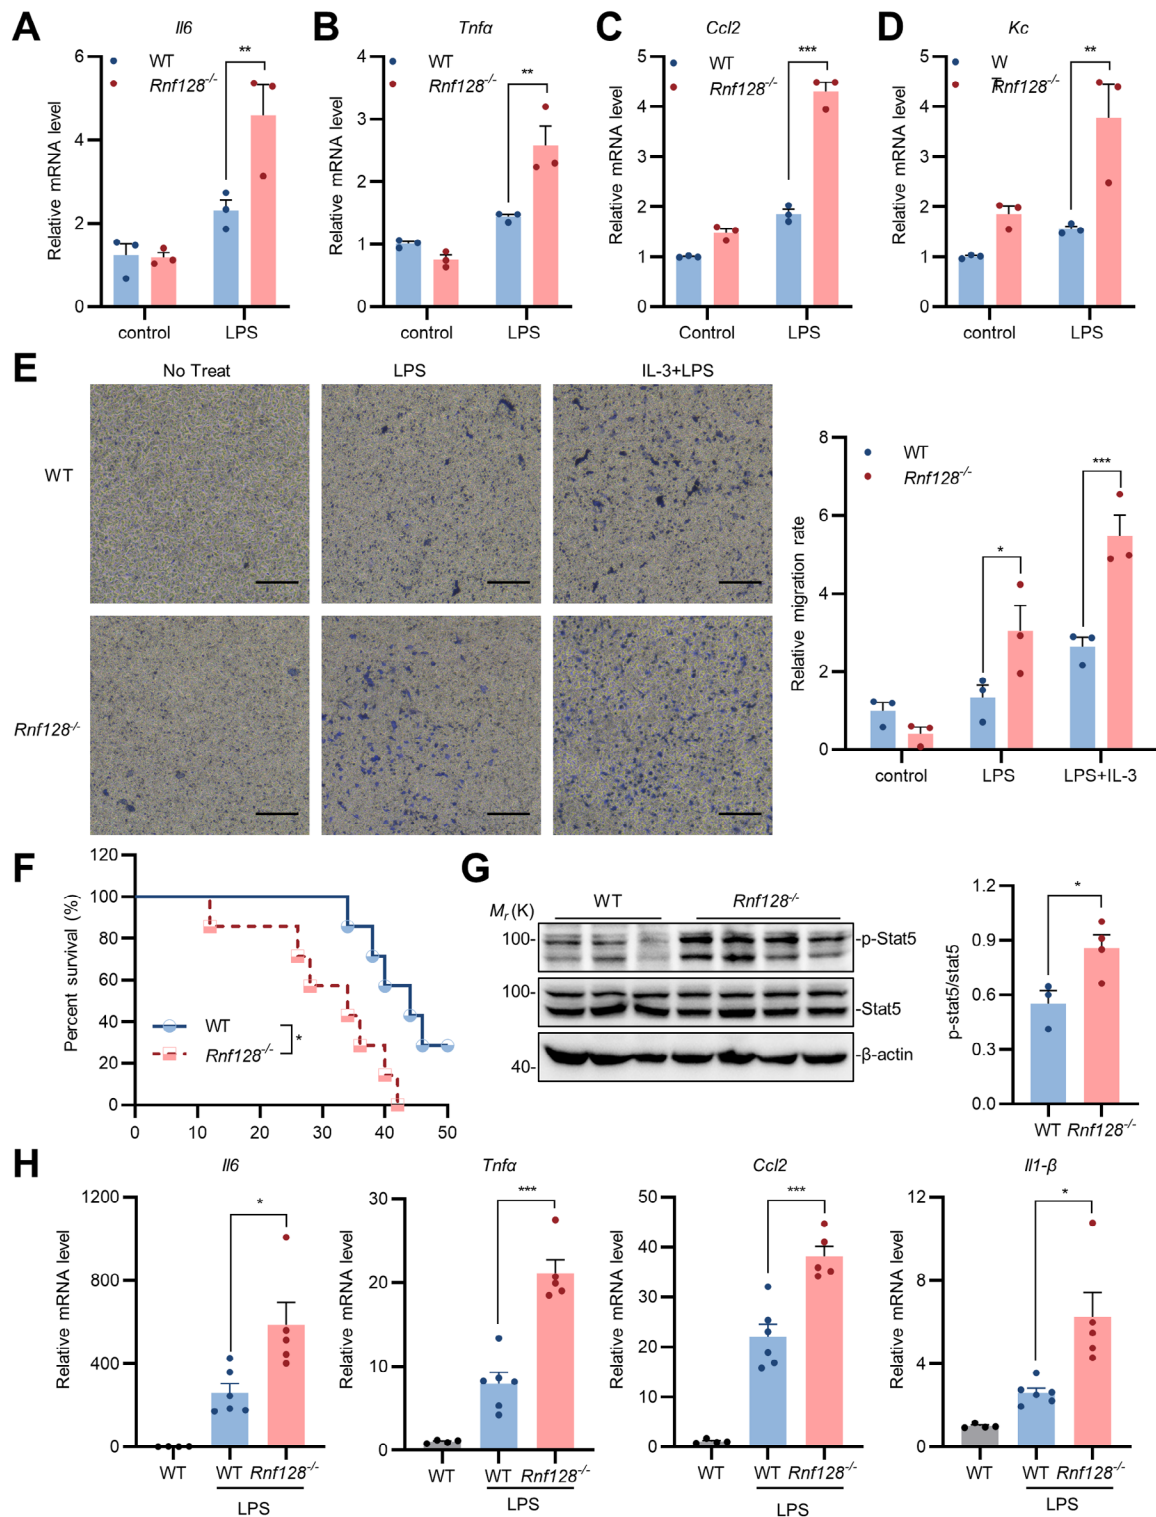 A
Il6
Relative mRNA level
6
4
2
0
WT
Rnf128-/-
**
control
LPS
B
Tnfα
Relative mRNA level
4
3
2
1
0
WT
Rnf128-/-
**
control
LPS
C
Ccl2
Relative mRNA level
5
4
3
2
1
0
WT
Rnf128-/-
***
Control
LPS
D
Kc
Relative mRNA level
5
4
3
2
1
0
W
T
Rnf128-/-
**
control
LPS
E
No Treat
LPS
IL-3+LPS
WT
Rnf128-/-
Relative migration rate
8
6
4
2
0
WT
Rnf128-/-
*
***
control
LPS
LPS+IL-3
F
Percent survival (%)
120
100
80
60
40
20
0
WT
Rnf128-/-
*
0
10
20
30
40
50
G
Mr (K)
WT
Rnf128-/-
100-
-p-Stat5
100-
-Stat5
40-
-β-actin
p-stat5/stat5
1.2
0.9
0.6
0.3
0.0
*
WT
Rnf128-/-
H
Il6
Relative mRNA level
1200
800
400
0
*
WT
WT
Rnf128-/-
LPS
Tnfα
Relative mRNA level
30
20
10
0
***
WT
WT
Rnf128-/-
LPS
Ccl2
Relative mRNA level
50
40
30
20
10
0
***
WT
WT
Rnf128-/-
LPS
Il1-β
Relative mRNA level
12
8
4
0
*
WT
WT
Rnf128-/-
LPS